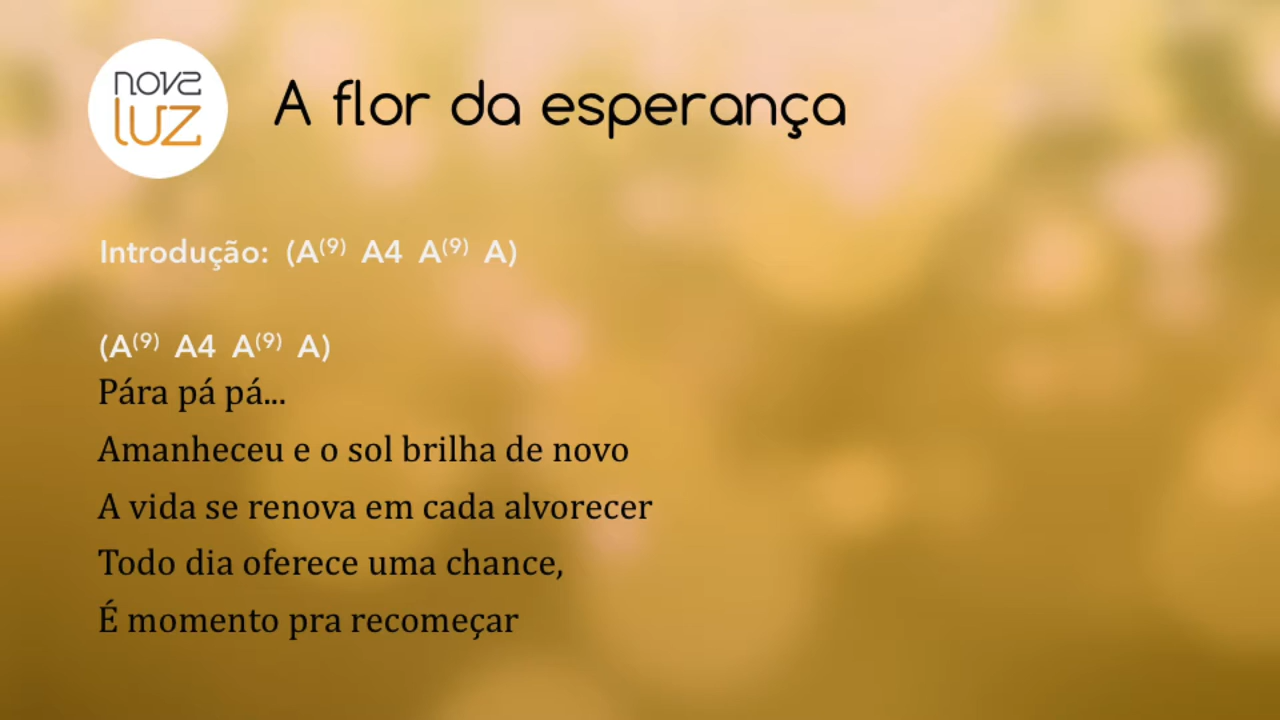 nova
luz
A flor da esperança
Introdução: (A(9) A4 A(9) A)
(A(9) A4 A(9) A)
Pára pá pá...
Amanheceu e o sol brilha de novo
A vida se renova em cada alvorecer
Todo dia oferece uma chance,
É momento pra recomeçar